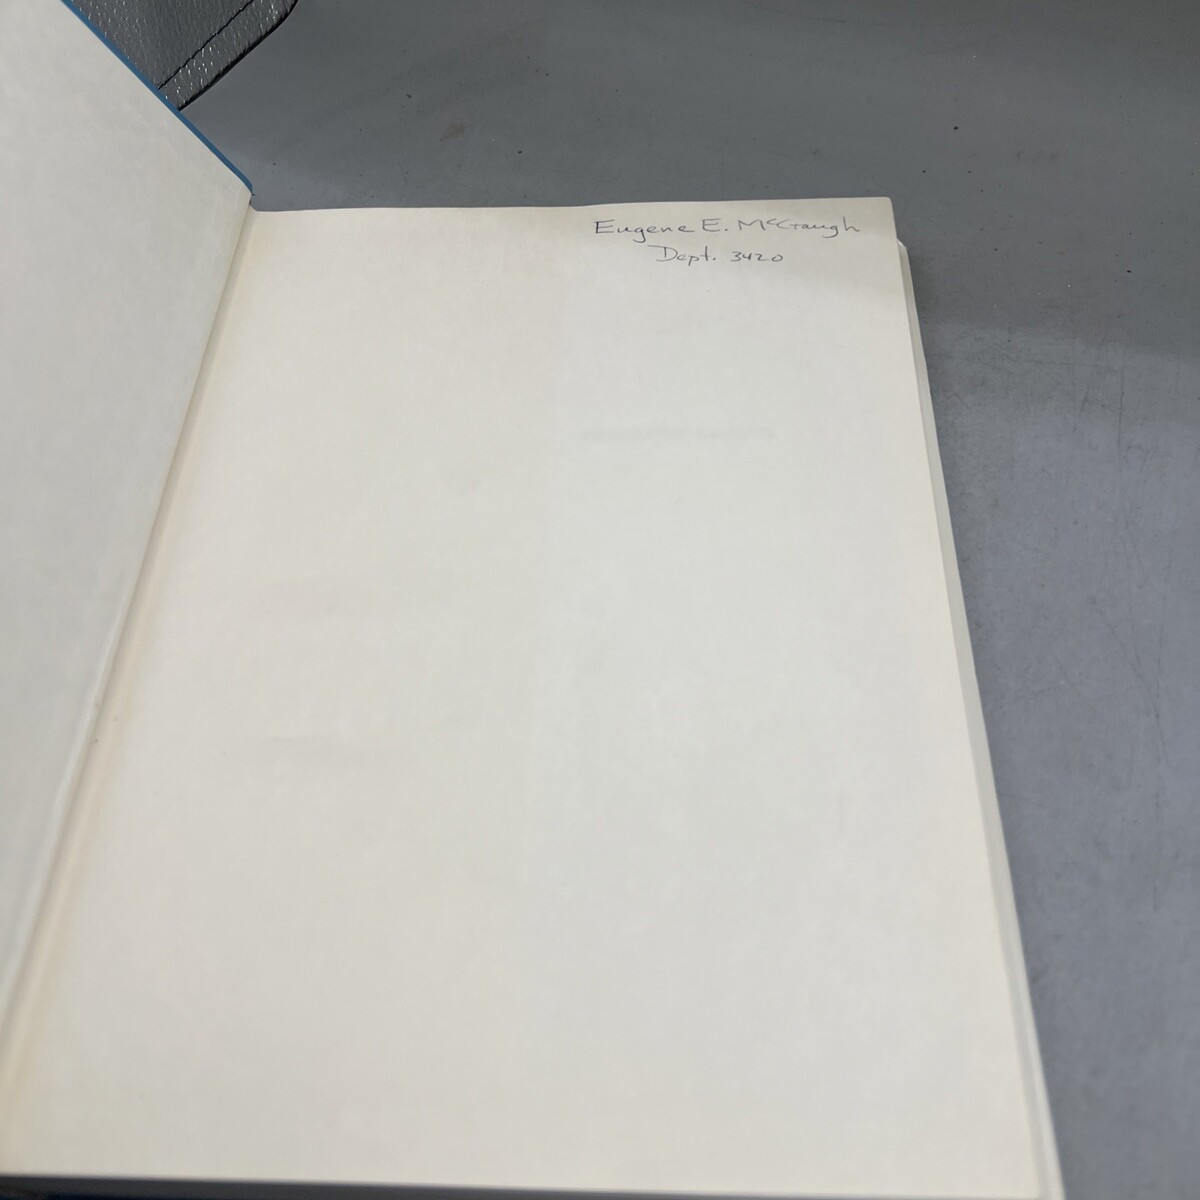 Eugene E. McGaugh
Dept. 3420